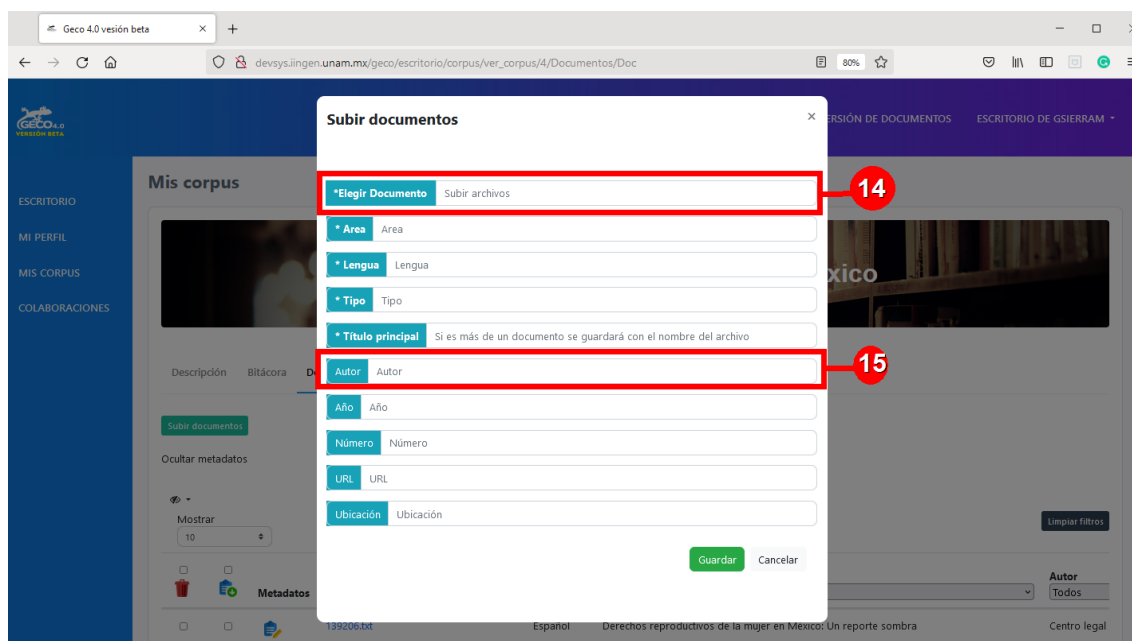 Geco 4.0 vesión beta
devsys.iingen.unam.mx/geco/escritorio/corpus/ver_corpus/4/Documentos/Doc
80%
GECO4.0
VERSIÓN BETA
Subir documentos
ERSIÓN DE DOCUMENTOS
ESCRITORIO DE GSIERRAM
ESCRITORIO
MI PERFIL
MIS CORPUS
COLABORACIONES
Mis corpus
xico
*Elegir Documento Subir archivos
14
* Area Area
* Lengua Lengua
* Tipo Tipo
* Título principal Si es más de un documento se guardará con el nombre del archivo
Autor Autor
15
Año Año
Número Número
URL URL
Ubicación Ubicación
Guardar Cancelar
Descripción Bitácora D
Subir documentos
Ocultar metadatos
Mostrar
10
Limpiar filtros
Metadatos
Autor
Todos
139206.txt Español Derechos reproductivos de la mujer en México: Un reporte sombra Centro legal